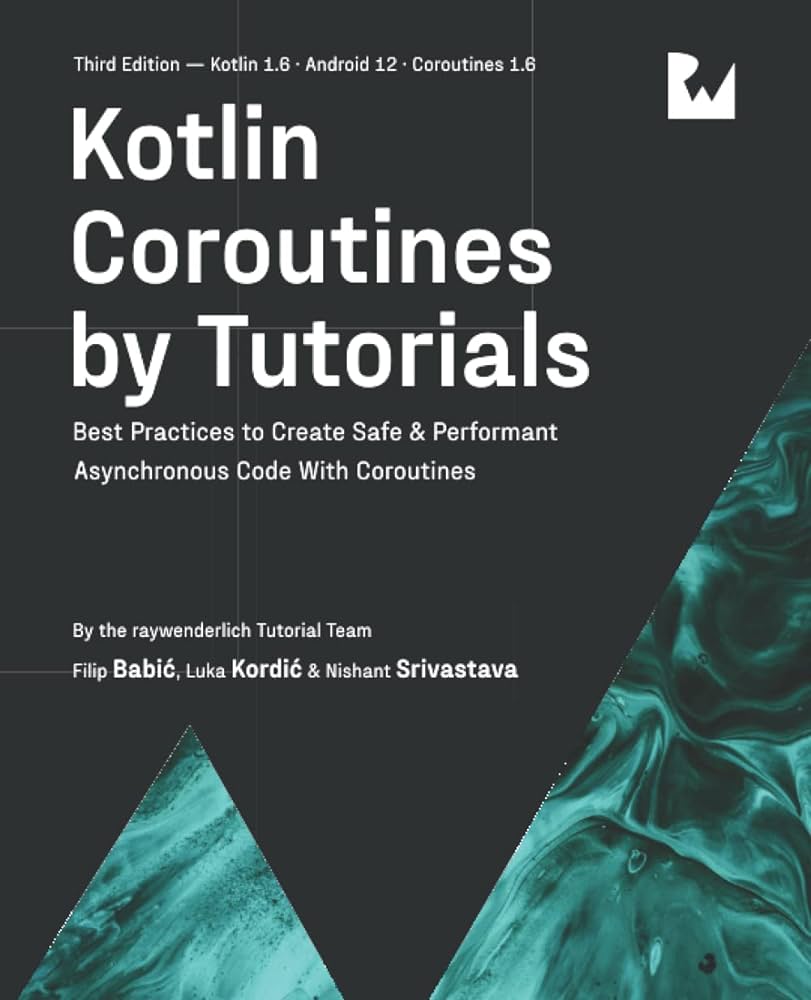 Third Edition — Kotlin 1.6 · Android 12 · Coroutines 1.6
Kotlin
Coroutines
by Tutorials
Best Practices to Create Safe & Performant
Asynchronous Code With Coroutines
By the raywenderlich Tutorial Team
Filip Babić, Luka Kordić & Nishant Srivastava